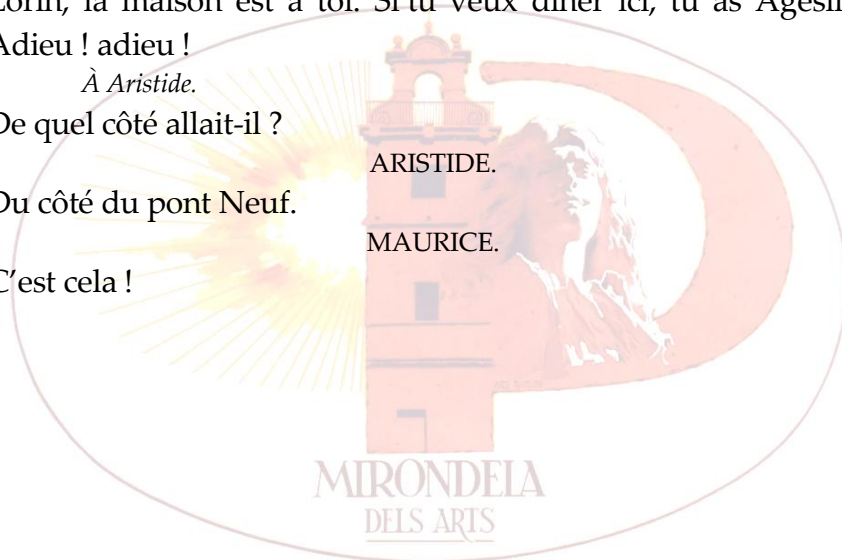 Lorin, la maison est à toi. Si tu veux dîner ici, tu as Agésil
Adieu ! adieu !
À Aristide.
De quel côté allait-il ?
ARISTIDE.
Du côté du pont Neuf.
MAURICE.
C’est cela !
MIRONDELA
DELS ARTS